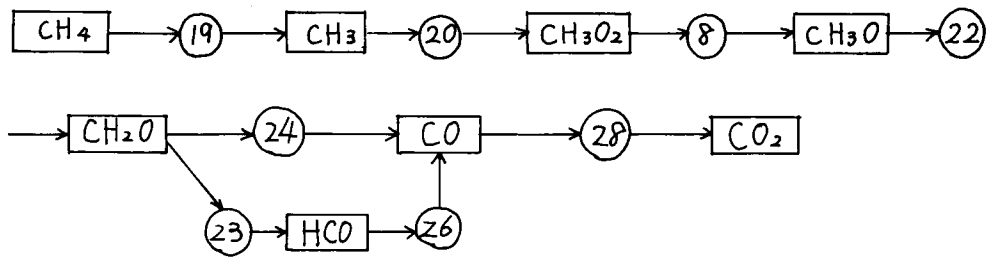 CH₄ 19 CH₃ 20 CH₃O₂ 8 CH₃O 22
CH₂O 24 CO 28 CO₂
23 HCO 26